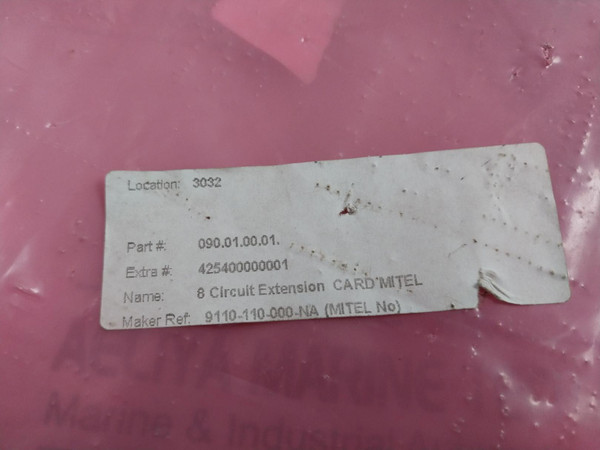 Location: 3032
Part #: 090.01.00.01.
Extra #: 425400000001
Name: 8 Circuit Extension CARD'MITEL
Maker Ref: 9110-110-000-NA (MITEL No)
MARINE
Marine & Industrial